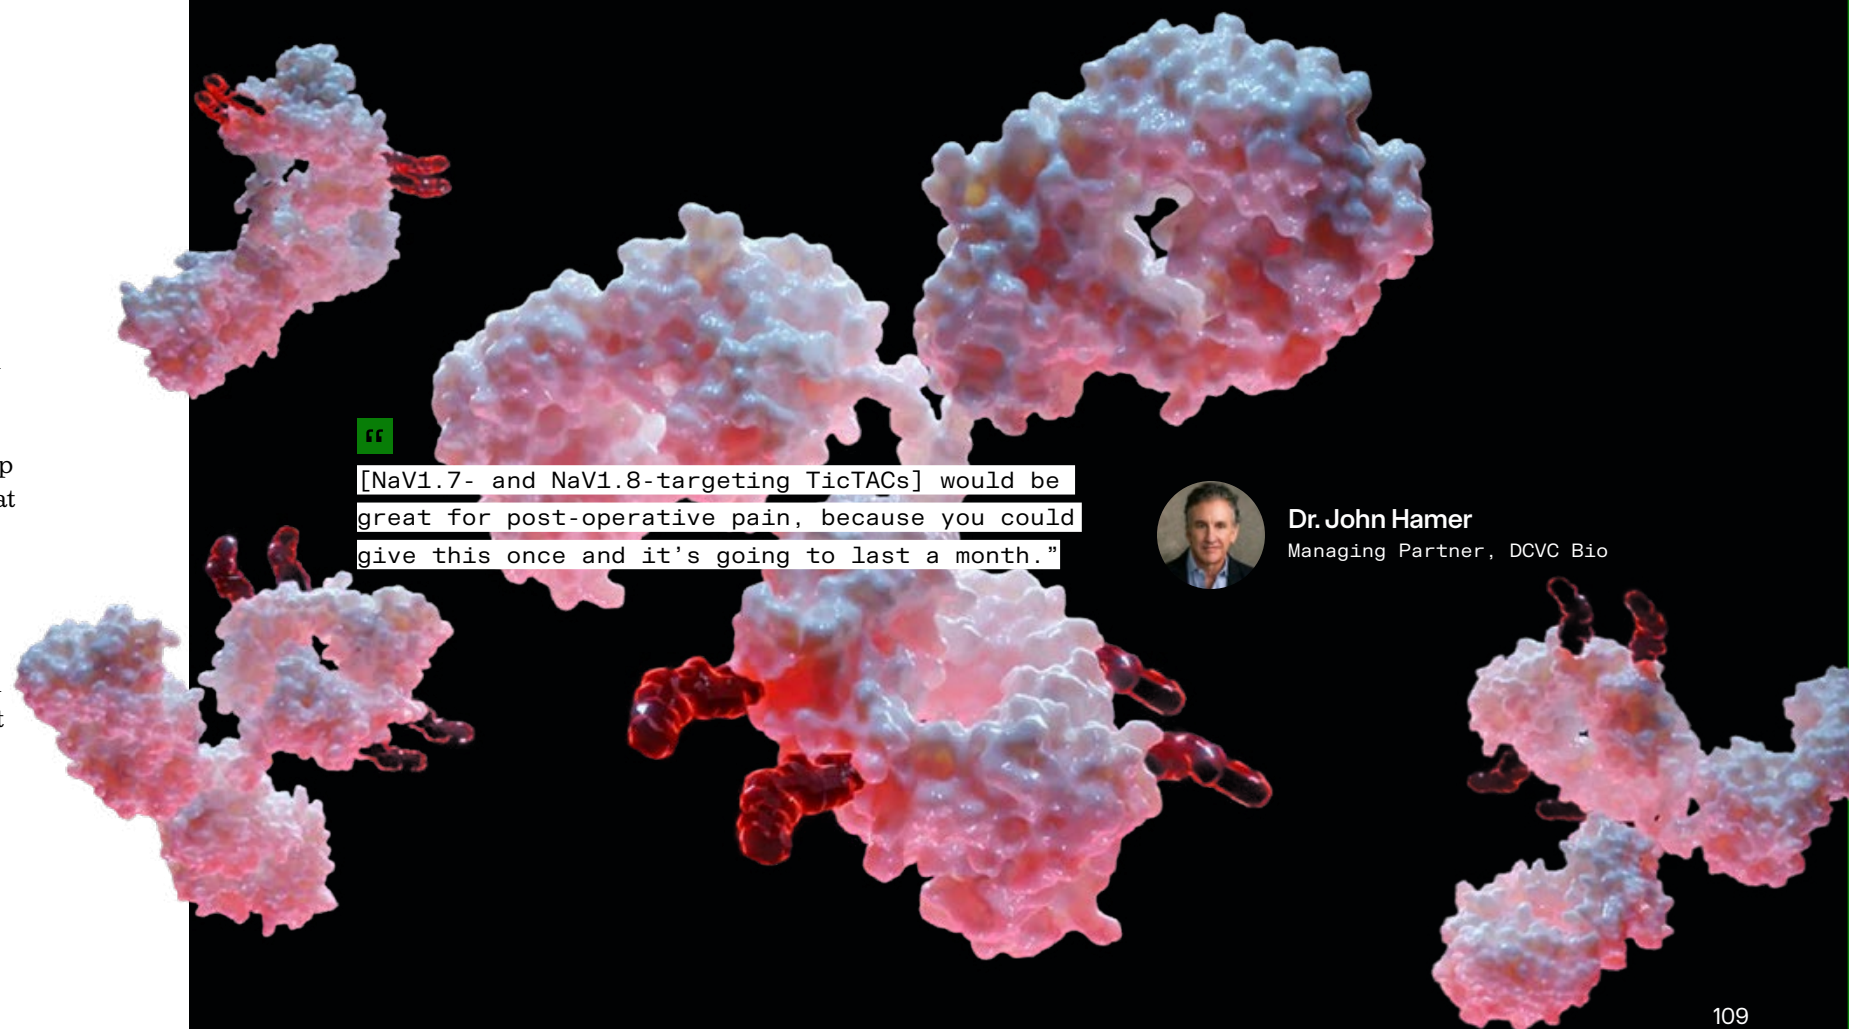 p
at
t
“
[NaV1.7- and NaV1.8-targeting TicTACs] would be
great for post-operative pain, because you could
give this once and it’s going to last a month.”
Dr. John Hamer
Managing Partner, DCVC Bio
109